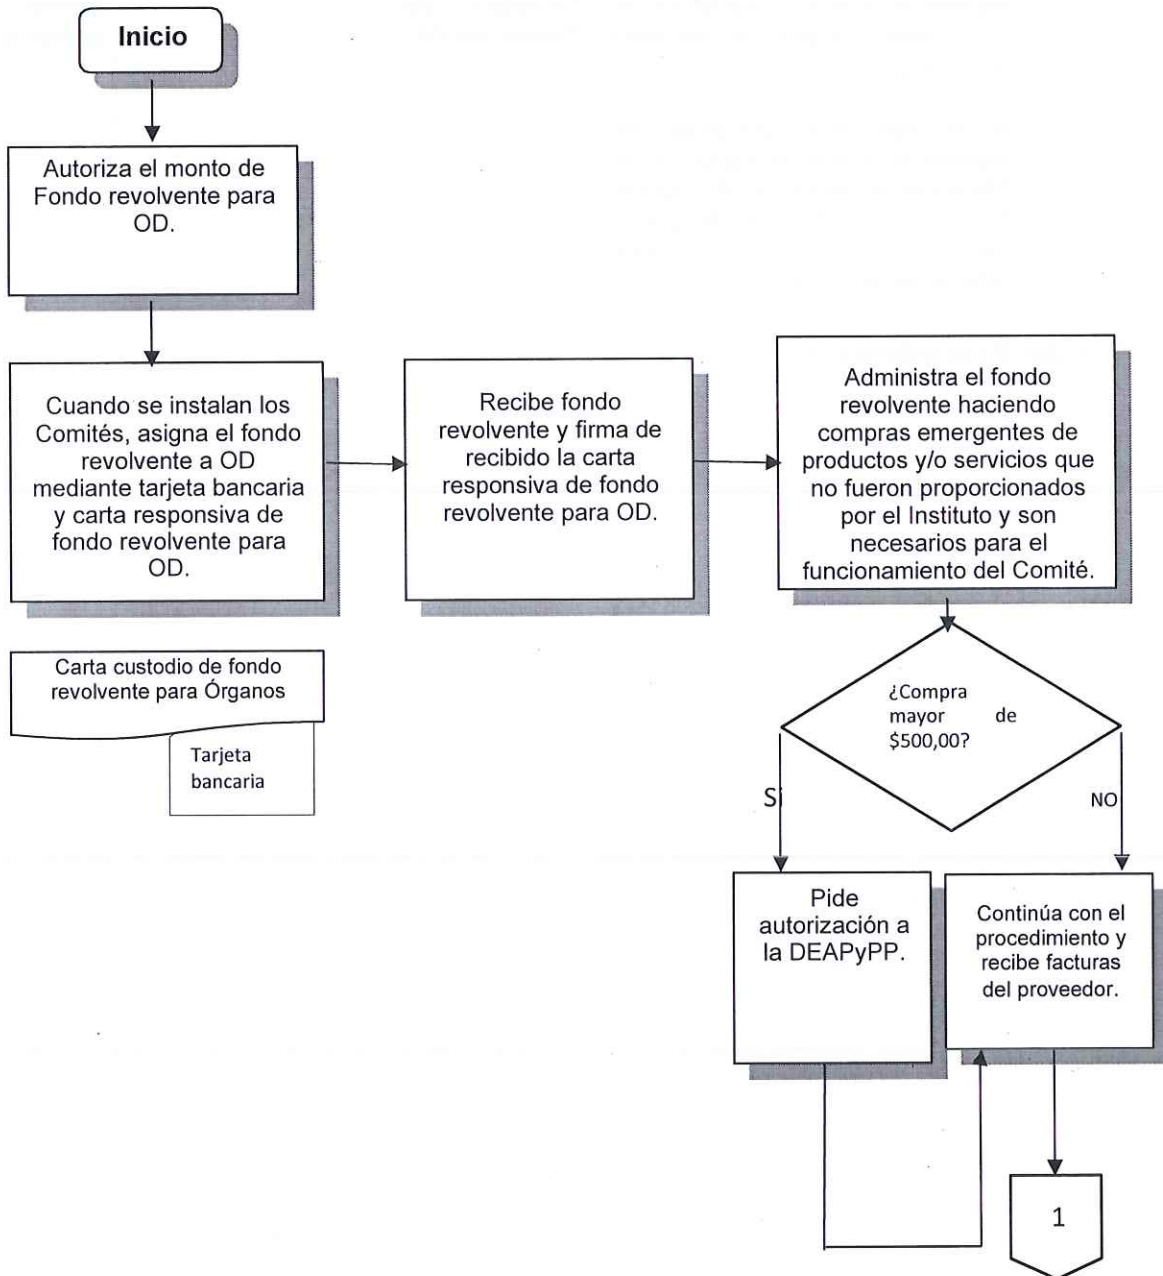 Inicio
Autoriza el monto de
Fondo revolvente para
OD.
Cuando se instalan los
Comités, asigna el fondo
revolvente a OD
mediante tarjeta bancaria
y carta responsiva de
fondo revolvente para
OD.
Recibe fondo
revolvente y firma de
recibido la carta
responsiva de fondo
revolvente para OD.
Administra el fondo
revolvente haciendo
compras emergentes de
productos y/o servicios que
no fueron proporcionados
por el Instituto y son
necesarios para el
funcionamiento del Comité.
Carta custodio de fondo
revolvente para Órganos
Tarjeta
bancaria
¿Compra
mayor de
$500,00?
Si
NO
Pide
autorización a
la DEAPyPP.
Continúa con el
procedimiento y
recibe facturas
del proveedor.
1